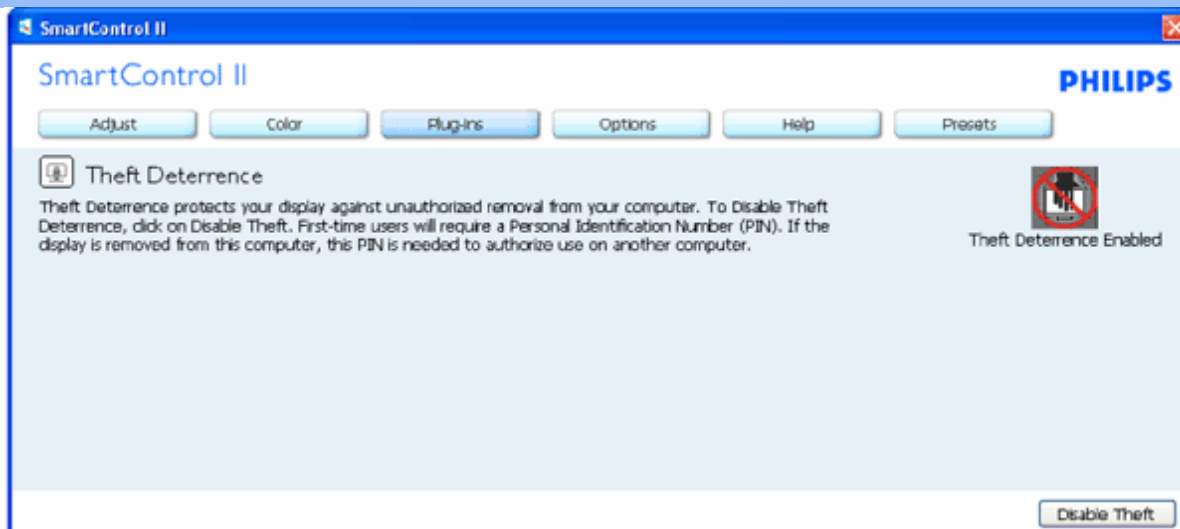 SmartControl II
SmartControl II
PHILIPS
Adjust Color Plug-Ins Options Help Presets
Theft Deterrence
Theft Deterrence protects your display against unauthorized removal from your computer. To Disable Theft
Deterrence, click on Disable Theft. First-time users will require a Personal Identification Number (PIN). If the
display is removed from this computer, this PIN is needed to authorize use on another computer.
Theft Deterrence Enabled
Disable Theft